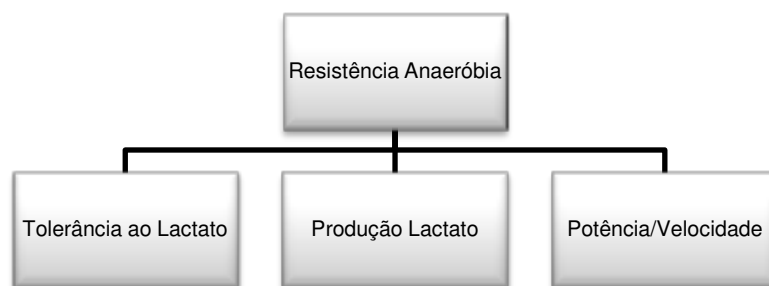 Resistência Anaeróbia
Tolerância ao Lactato
Produção Lactato
Potência/Velocidade